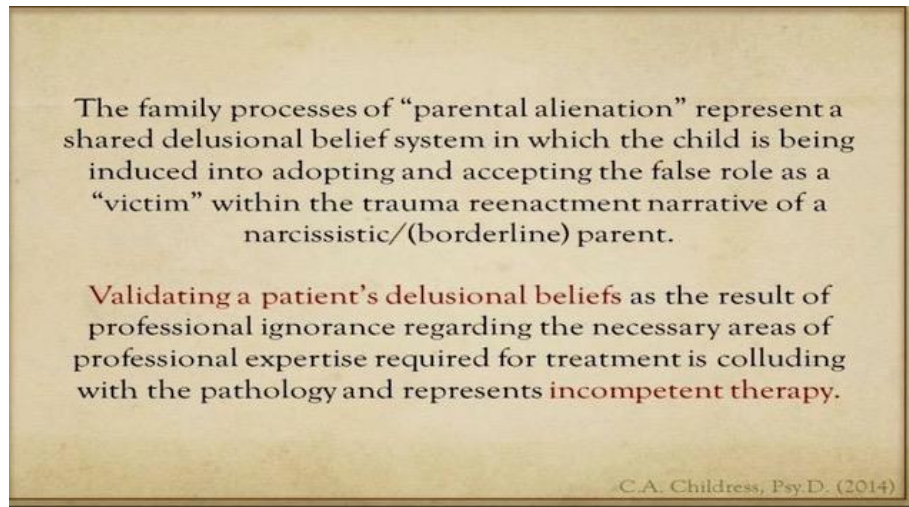 The family processes of “parental alienation” represent a
shared delusional belief system in which the child is being
induced into adopting and accepting the false role as a
“victim” within the trauma reenactment narrative of a
narcissistic/(borderline) parent.
Validating a patient’s delusional beliefs as the result of
professional ignorance regarding the necessary areas of
professional expertise required for treatment is colluding
with the pathology and represents incompetent therapy.
C.A. Childress, Psy.D. (2014)